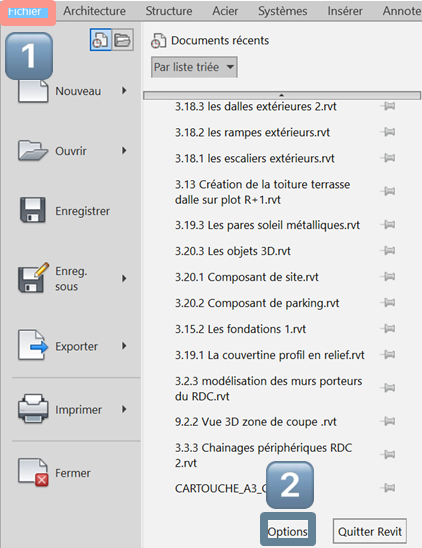 Fichier Architecture Structure Acier Systèmes Insérer Annote
1
Documents récents
Par liste triée
Nouveau
Ouvrir
Enregistrer
Enreg.
sous
Exporter
Imprimer
Fermer
3.18.3 les dalles extérieures 2.rvt
3.18.2 les rampes extérieurs.rvt
3.18.1 les escaliers extérieurs.rvt
3.13 Création de la toiture terrasse
dalle sur plot R+1.rvt
3.19.3 Les pares soleil métalliques.rvt
3.20.3 Les objets 3D.rvt
3.20.1 Composant de site.rvt
3.20.2 Composant de parking.rvt
3.15.2 Les fondations 1.rvt
3.19.1 La couvertine profil en relief.rvt
3.2.3 modélisation des murs porteurs
du RDC.rvt
9.2.2 Vue 3D zone de coupe .rvt
3.3.3 Chainages périphériques RDC
2.rvt
CARTOUCHE_A3_
2
Options
Quitter Revit